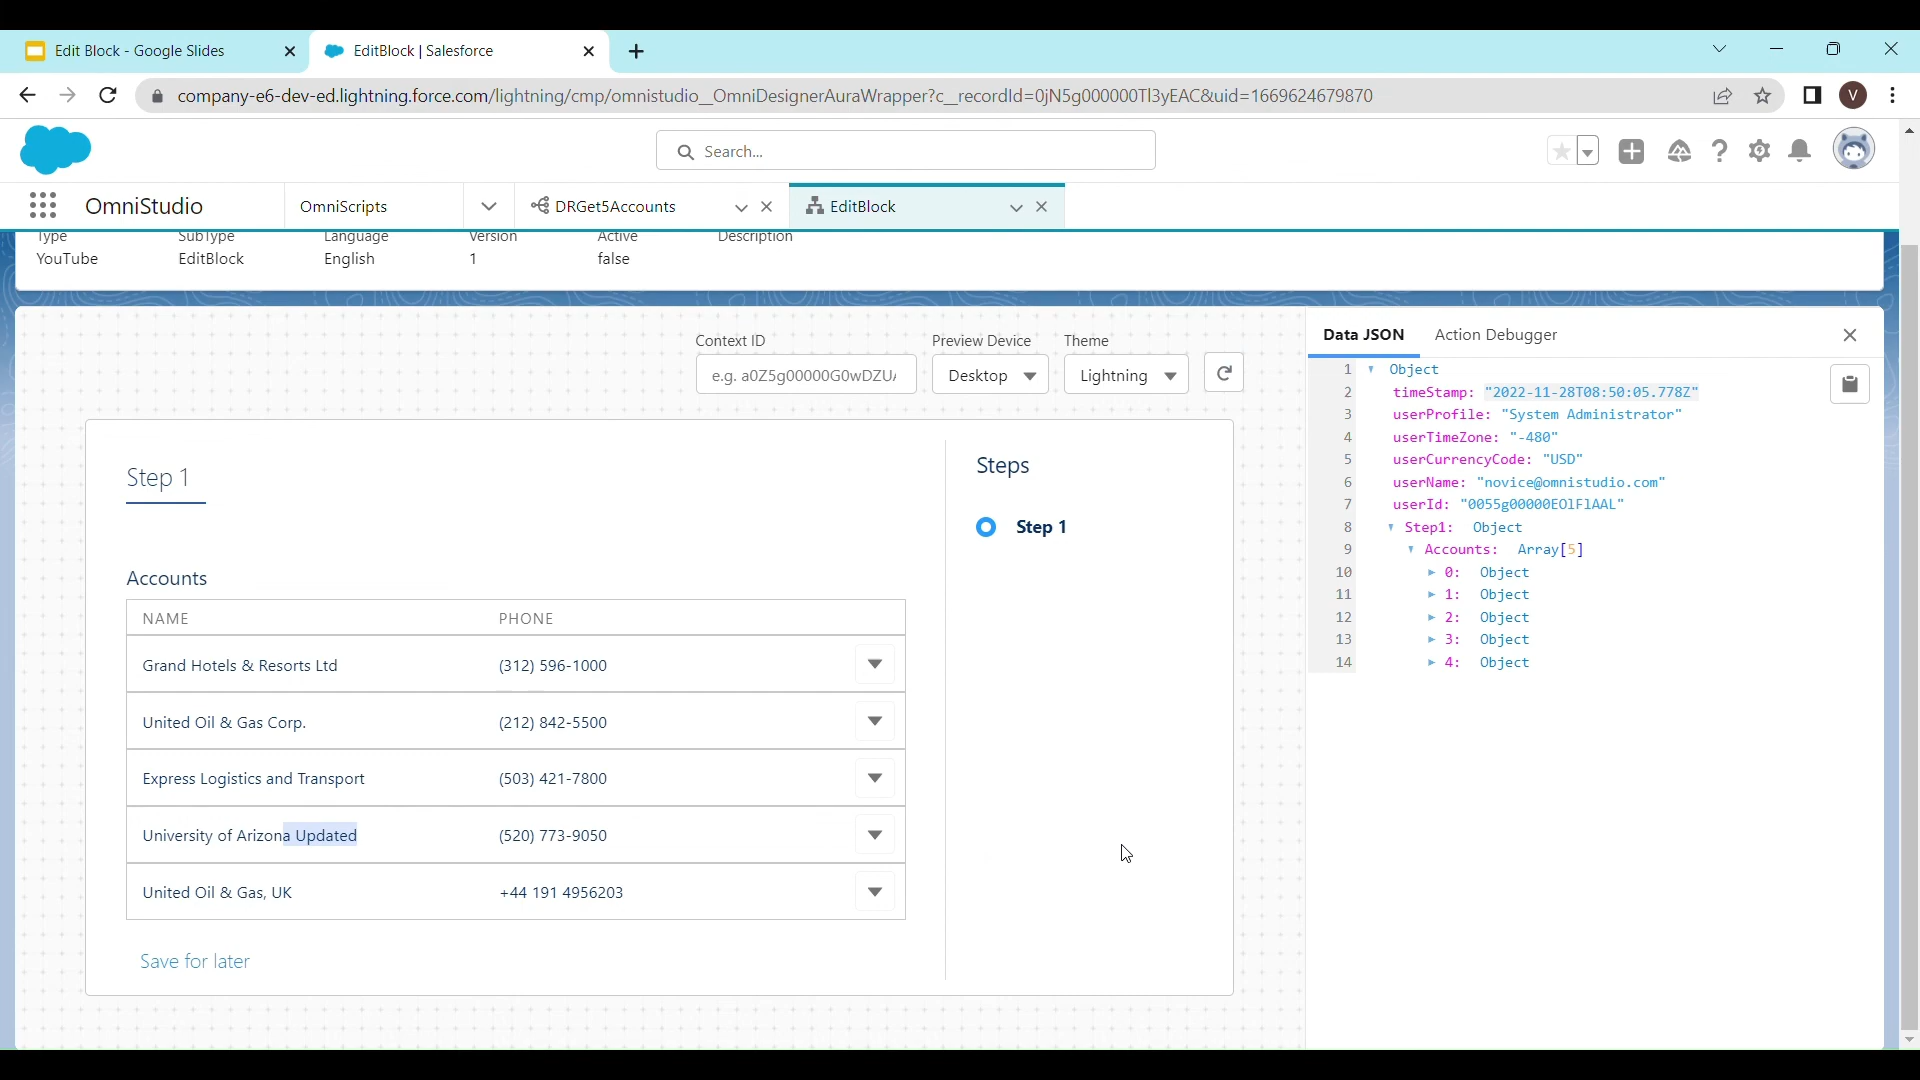 Edit Block - Google Slides
EditBlock | Salesforce
company-e6-dev-ed.lightning.force.com/lightning/cmp/omnistudio__OmniDesignerAuraWrapper?c__recordId=0jN5g000000Tl3yEAC&uid=1669624679870
V
Search...
OmniStudio
OmniScripts
DRGet5Accounts
EditBlock
Type SubType Language Version Active Description
YouTube EditBlock English 1 false
Context ID
e.g. a0Z5g00000G0wDZU
Preview Device
Desktop
Theme
Lightning
Step 1
Accounts
NAME PHONE
Grand Hotels & Resorts Ltd (312) 596-1000
United Oil & Gas Corp. (212) 842-5500
Express Logistics and Transport (503) 421-7800
University of Arizona Updated (520) 773-9050
United Oil & Gas, UK +44 191 4956203
Save for later
Steps
Step 1
Data JSON Action Debugger
1 Object
2 timeStamp: "2022-11-28T08:50:05.778Z"
3 userProfile: "System Administrator"
4 userTimeZone: "-480"
5 userCurrencyCode: "USD"
6 userName: "novice@omnistudio.com"
7 userId: "0055g00000EOlFlAAL"
8 Step1: Object
9 Accounts: Array[5]
10 0: Object
11 1: Object
12 2: Object
13 3: Object
14 4: Object